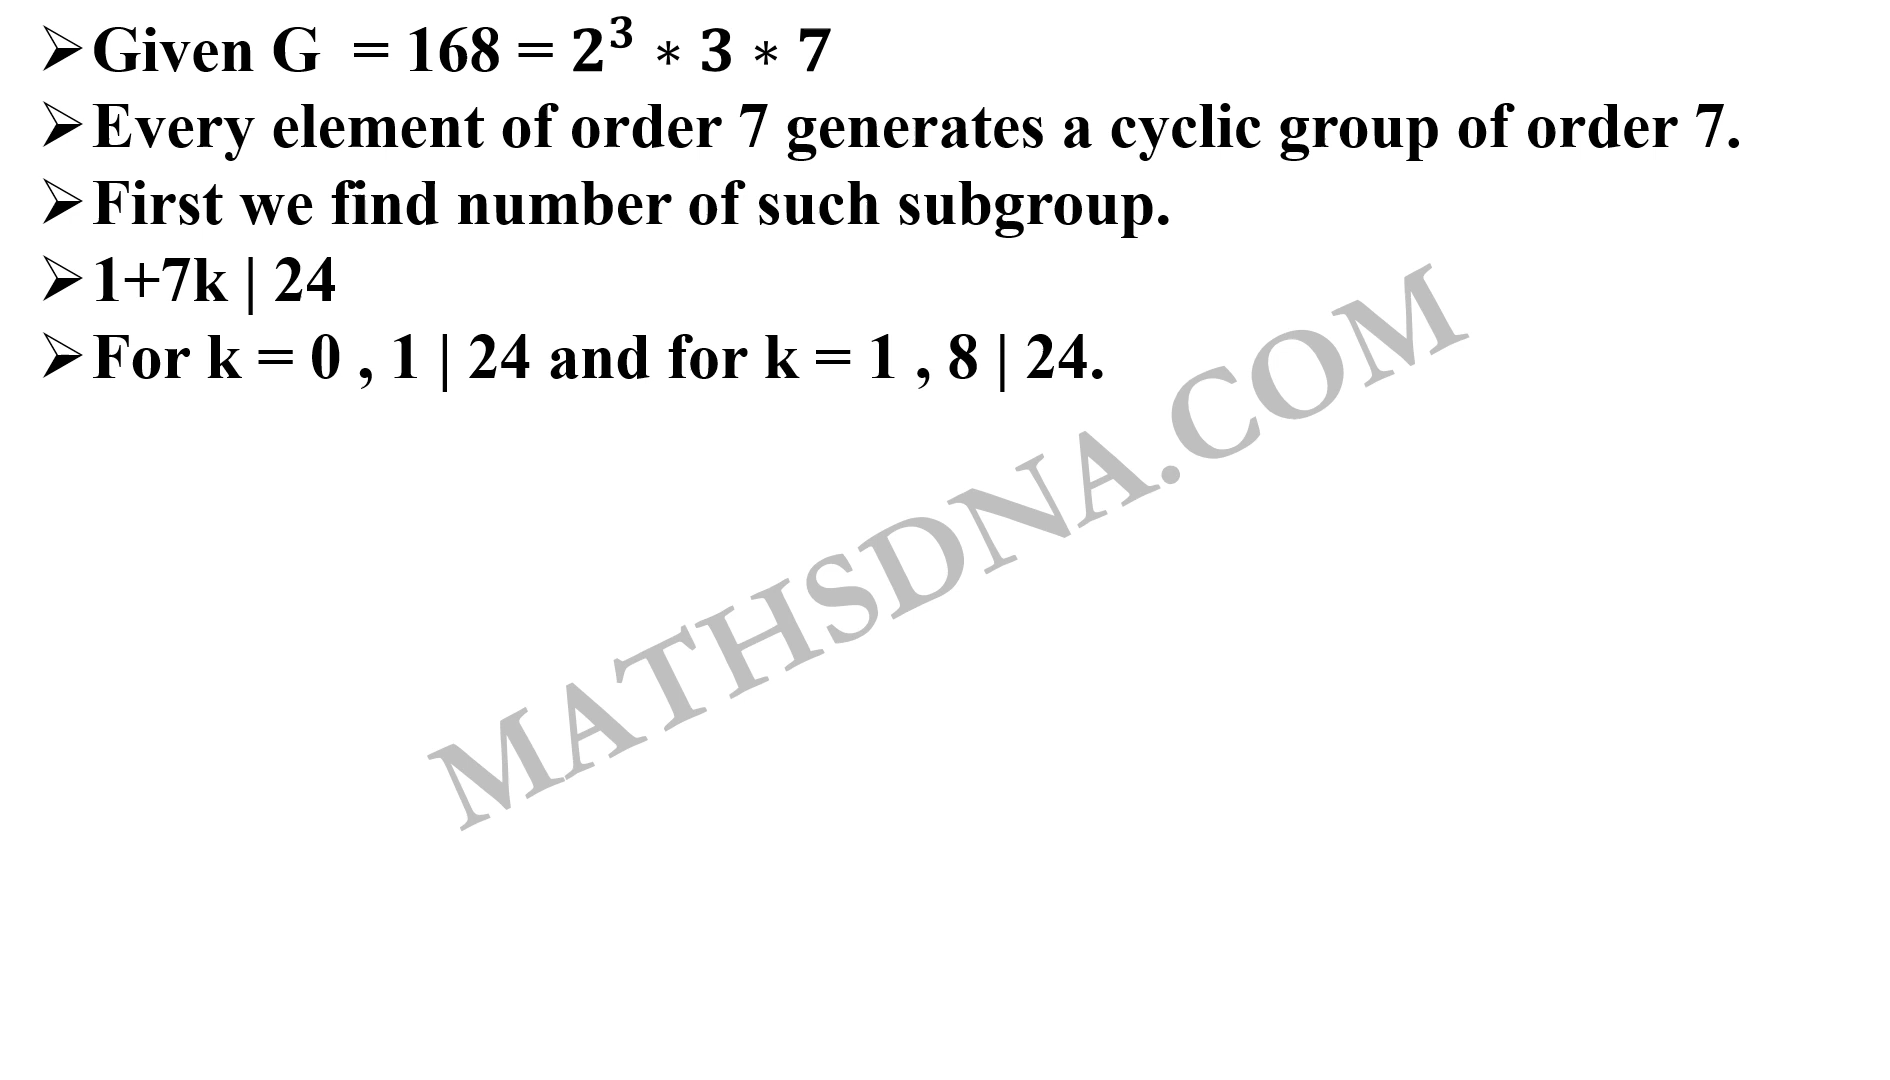 ➢Given G = 168 = 2³ ∗ 3 ∗ 7
➢Every element of order 7 generates a cyclic group of order 7.
➢First we find number of such subgroup.
➢1+7k | 24
➢For k = 0 , 1 | 24 and for k = 1 , 8 | 24.
MATHSDNA.COM